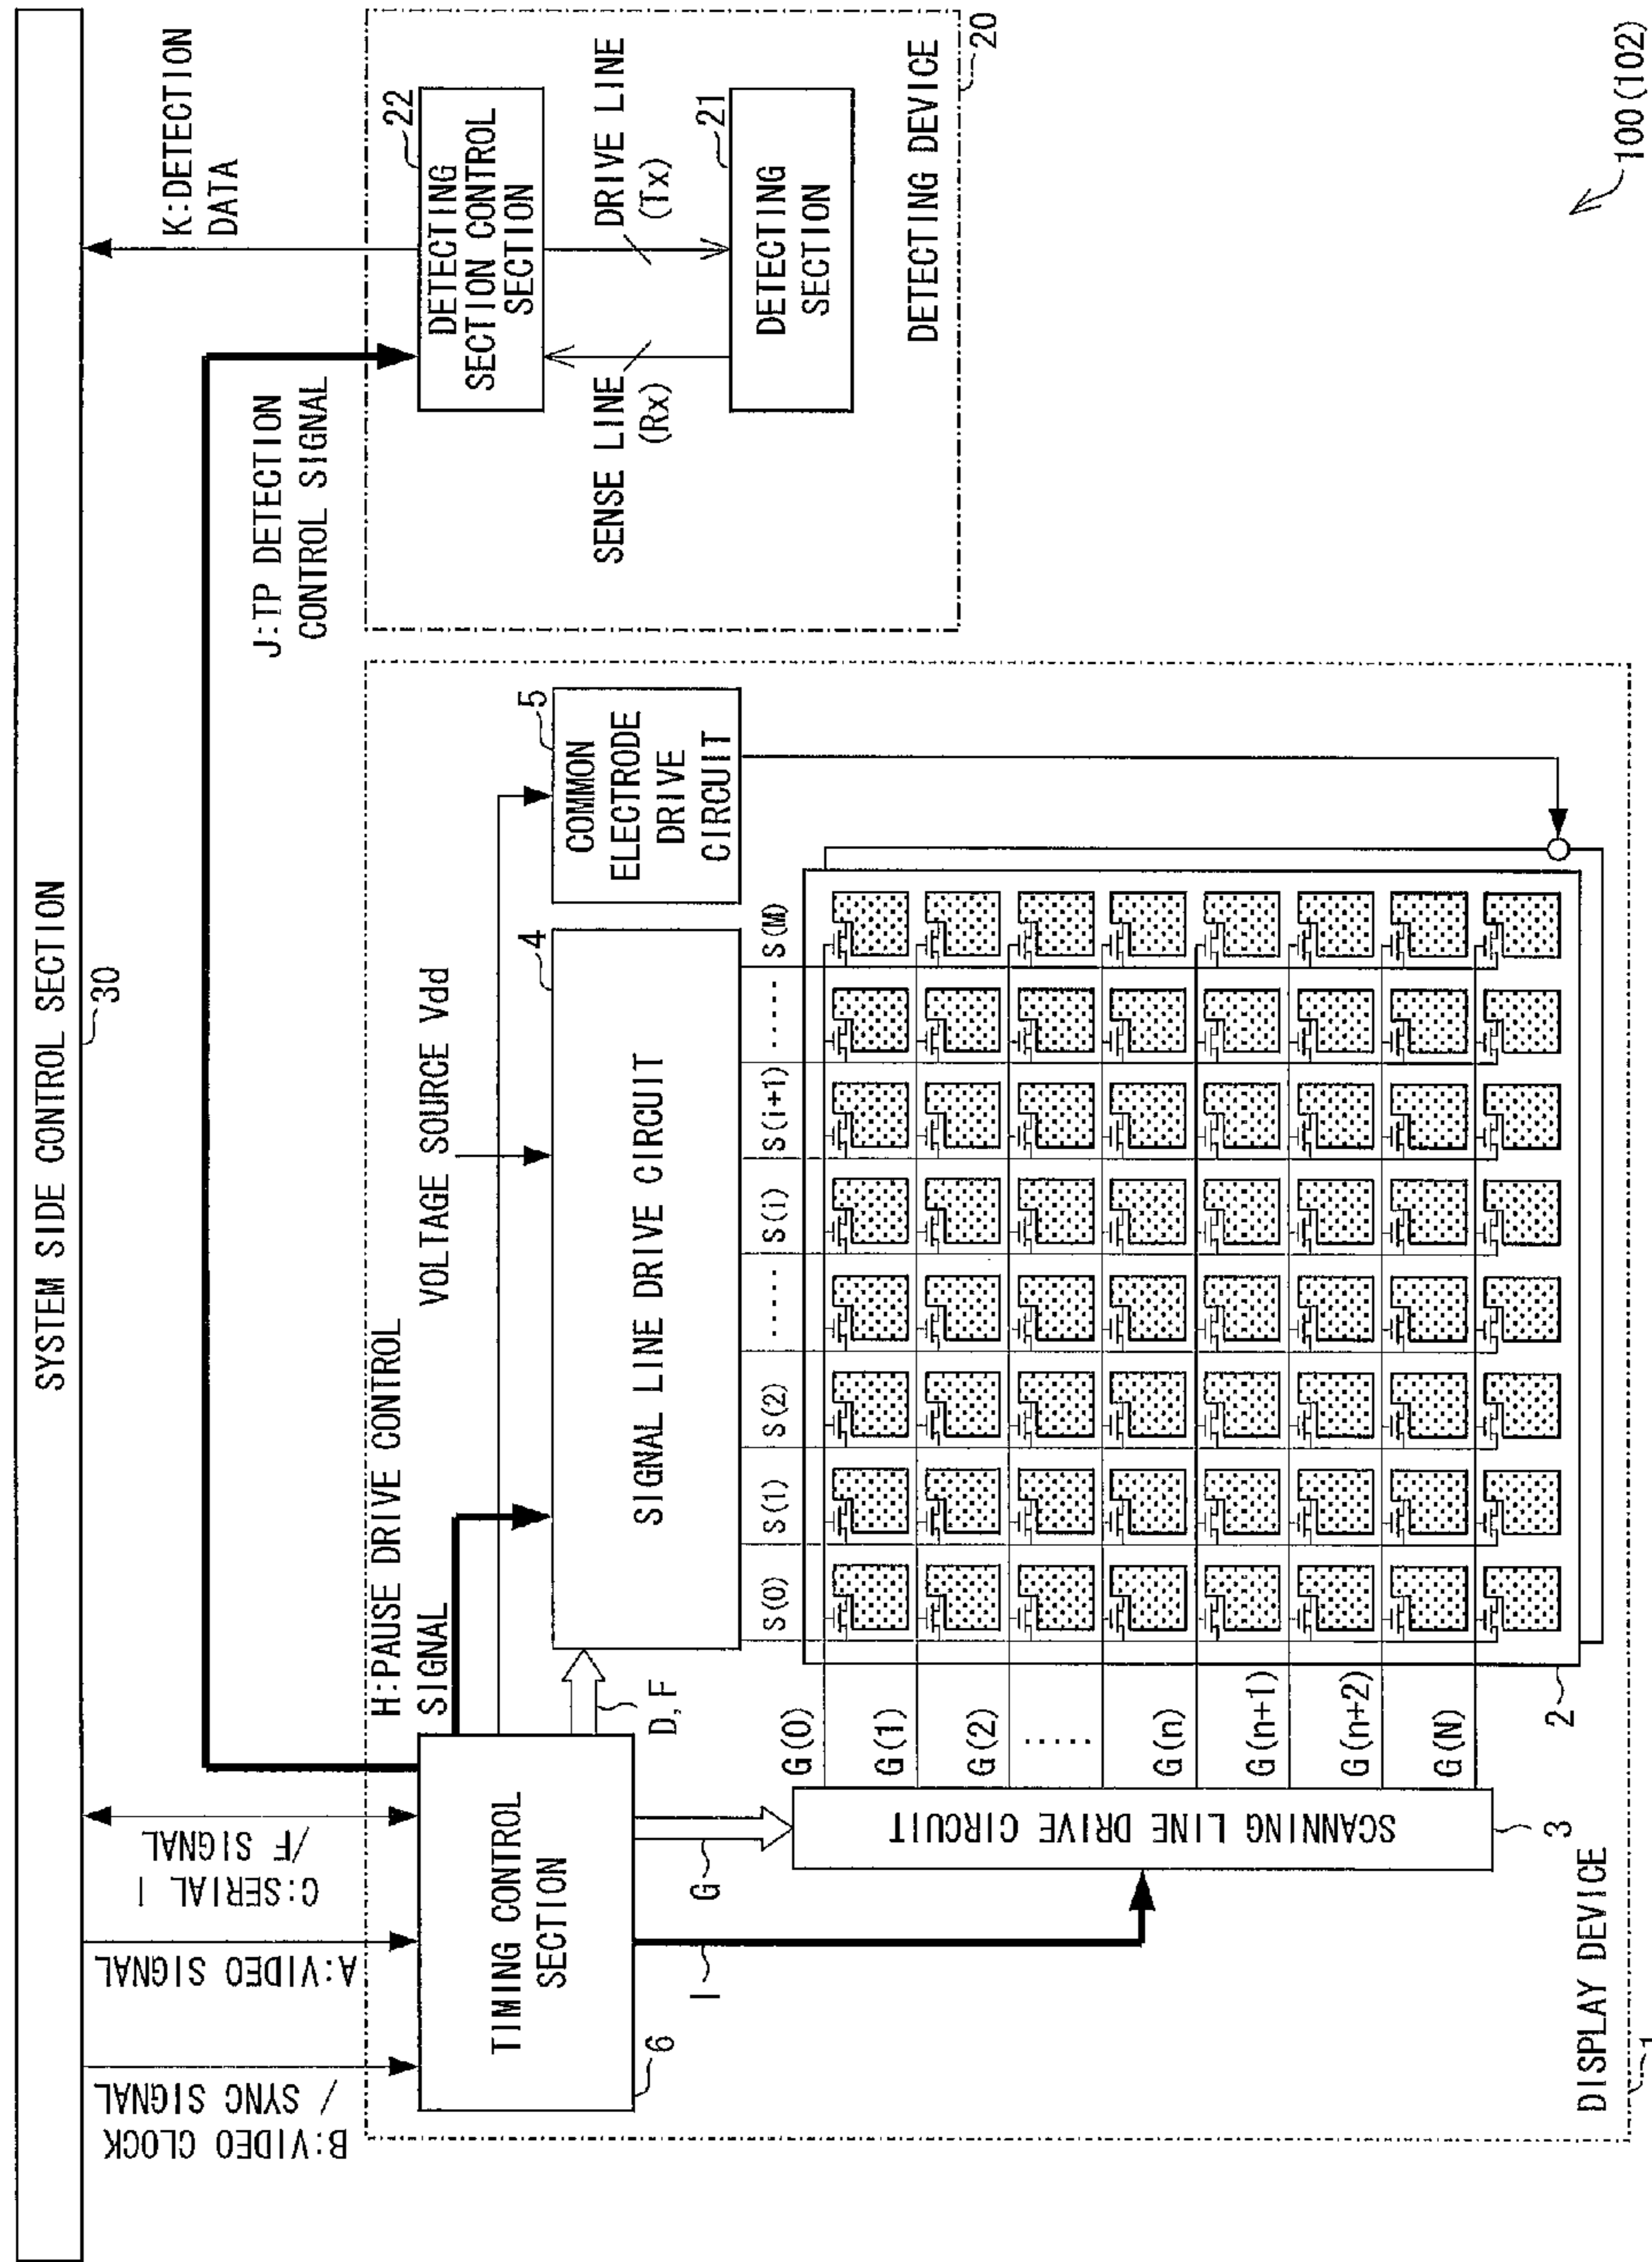 SYSTEM SIDE CONTROL SECTION
30
B:VIDEO CLOCK
/ SYNC SIGNAL
A:VIDEO SIGNAL
C:SERIAL I
/F SIGNAL
J:TP DETECTION
CONTROL SIGNAL
K:DETECTION
DATA
H:PAUSE DRIVE CONTROL
SIGNAL
VOLTAGE SOURCE Vdd
TIMING CONTROL
SECTION
6
D,F
G
I
SIGNAL LINE DRIVE CIRCUIT
4
COMMON
ELECTRODE
DRIVE
CIRCUIT
5
S(0)
S(1)
S(2)
.....
S(i)
S(i+1)
.....
S(M)
G(0)
G(1)
G(2)
.....
G(n)
G(n+1)
G(n+2)
G(N)
SCANNING LINE DRIVE CIRCUIT
3
2
DISPLAY DEVICE
1
DETECTING
SECTION CONTROL
SECTION
22
SENSE LINE
(Rx)
DRIVE LINE
(Tx)
DETECTING
SECTION
21
DETECTING DEVICE
20
100(102)